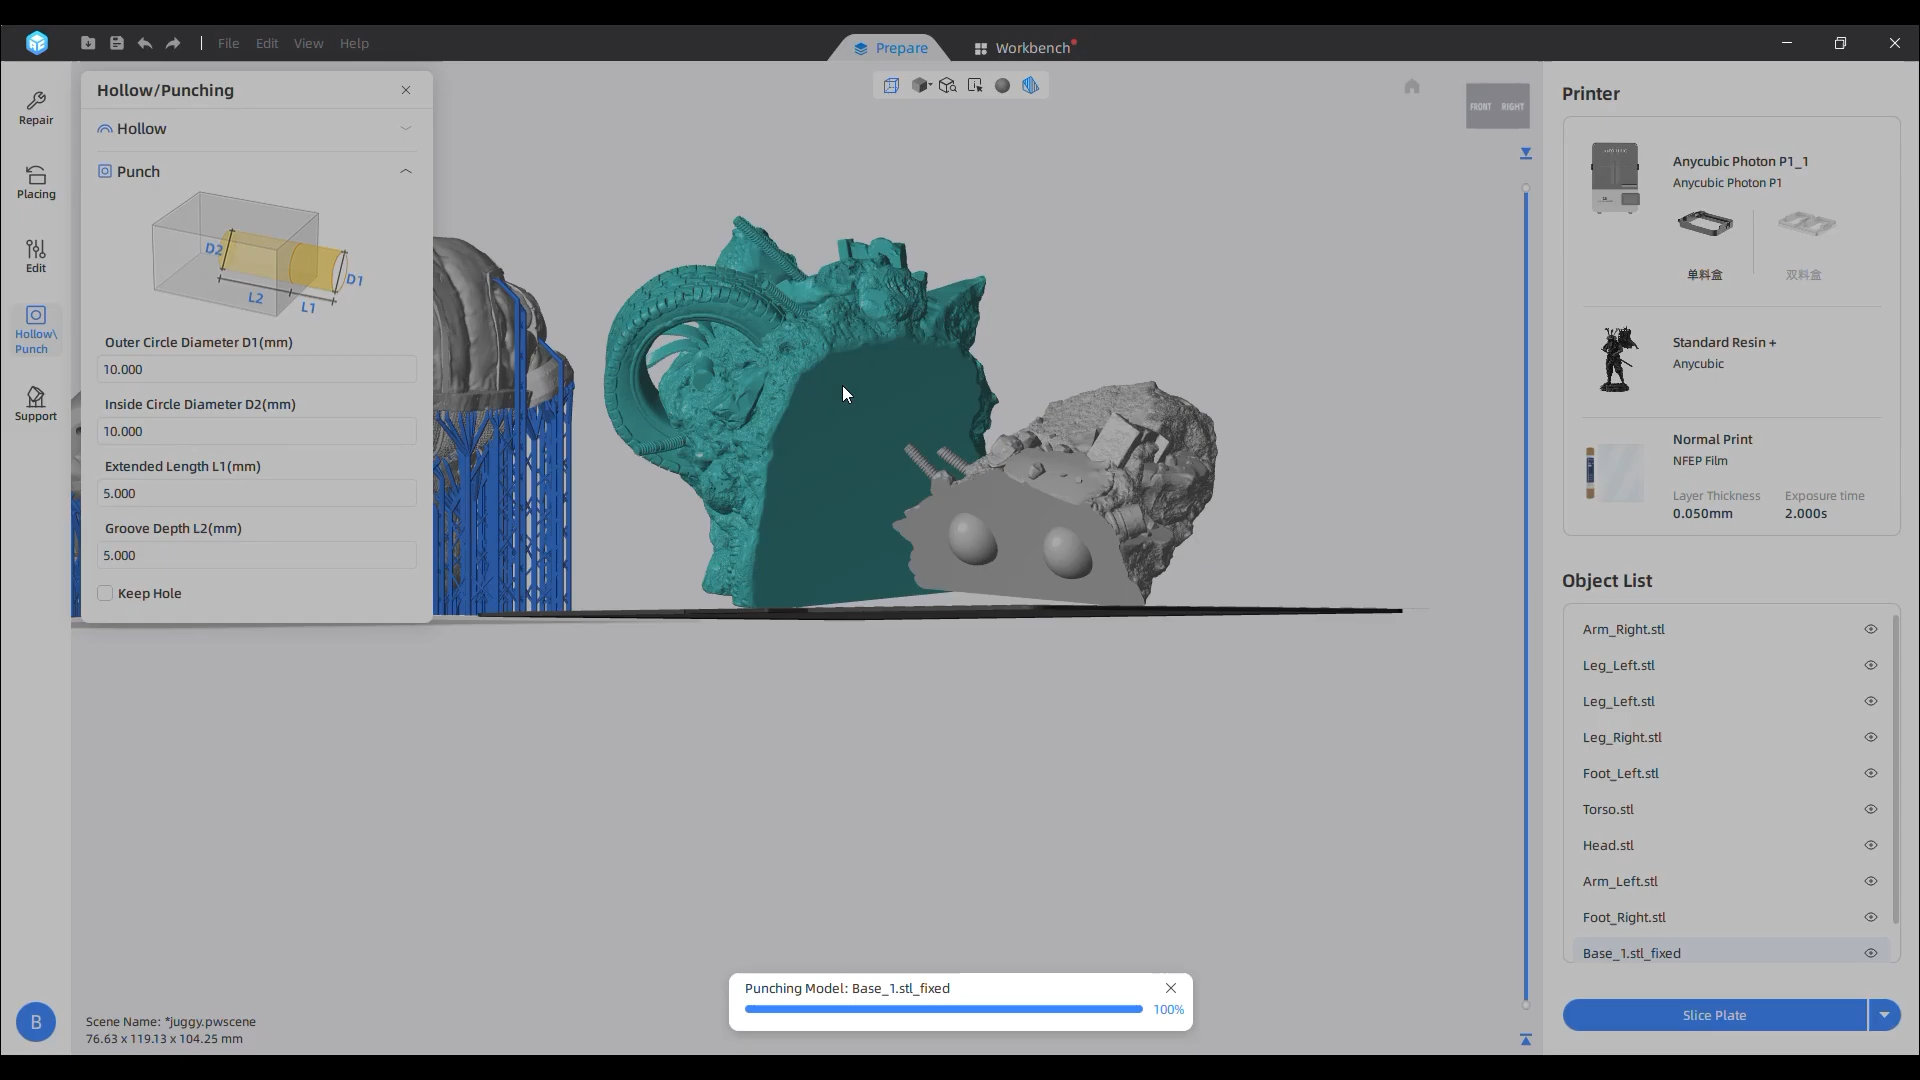 File Edit View Help
Prepare
Workbench
Repair
Placing
Edit
Hollow\
Punch
Support
B
Hollow/Punching
Hollow
Punch
D2
D1
L2
L1
Outer Circle Diameter D1(mm)
10.000
Inside Circle Diameter D2(mm)
10.000
Extended Length L1(mm)
5.000
Groove Depth L2(mm)
5.000
Keep Hole
FRONT RIGHT
Punching Model: Base_1.stl_fixed
100%
Scene Name: *juggy.pwscene
76.63 x 119.13 x 104.25 mm
Printer
Anycubic Photon P1_1
Anycubic Photon P1
单料盒
双料盒
Standard Resin +
Anycubic
Normal Print
NFEP Film
Layer Thickness Exposure time
0.050mm 2.000s
Object List
Arm_Right.stl
Leg_Left.stl
Leg_Left.stl
Leg_Right.stl
Foot_Left.stl
Torso.stl
Head.stl
Arm_Left.stl
Foot_Right.stl
Base_1.stl_fixed
Slice Plate